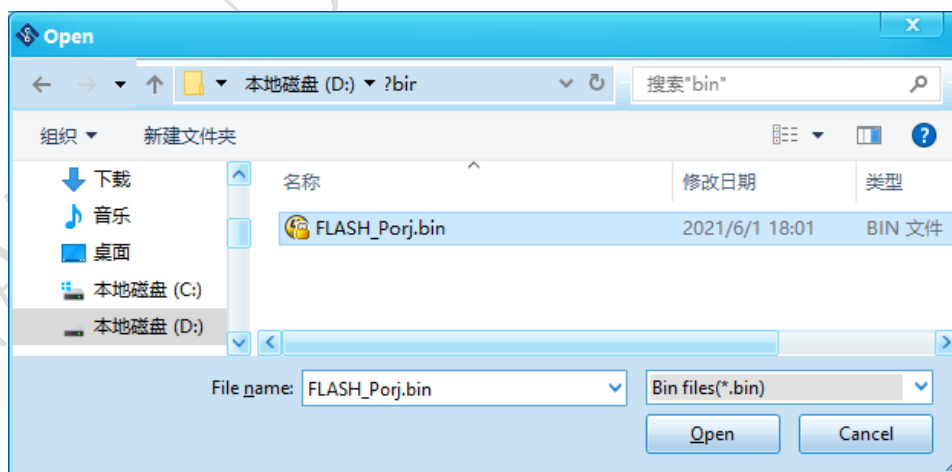 Open
本地磁盘 (D:) ?bir 搜索"bin"
组织 新建文件夹
下载
音乐
桌面
本地磁盘 (C:)
本地磁盘 (D:)
名称 修改日期 类型
FLASH_Porj.bin 2021/6/1 18:01 BIN 文件
File name: FLASH_Porj.bin Bin files(*.bin)
Open Cancel